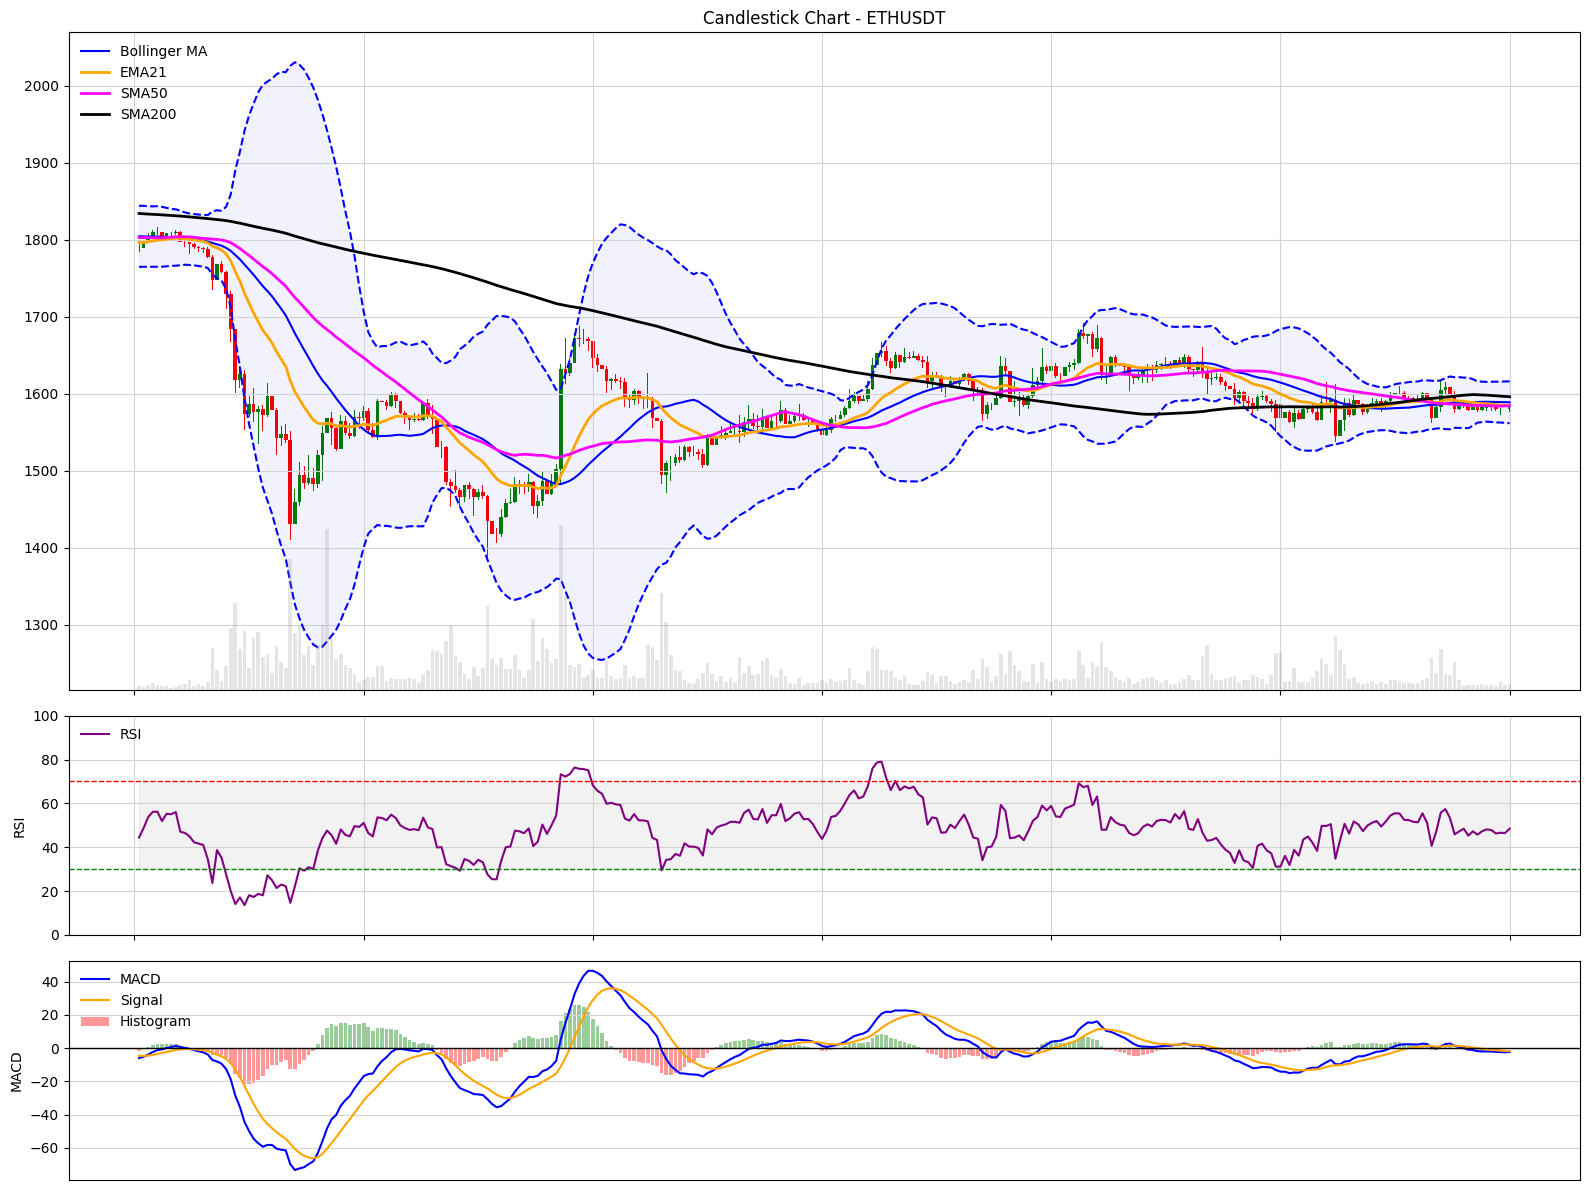 Candlestick Chart - ETHUSDT
Bollinger MA
EMA21
SMA50
SMA200
2000
1900
1800
1700
1600
1500
1400
1300
RSI
100
80
60
40
20
0
RSI
MACD
Signal
Histogram
40
20
0
−20
−40
−60
MACD